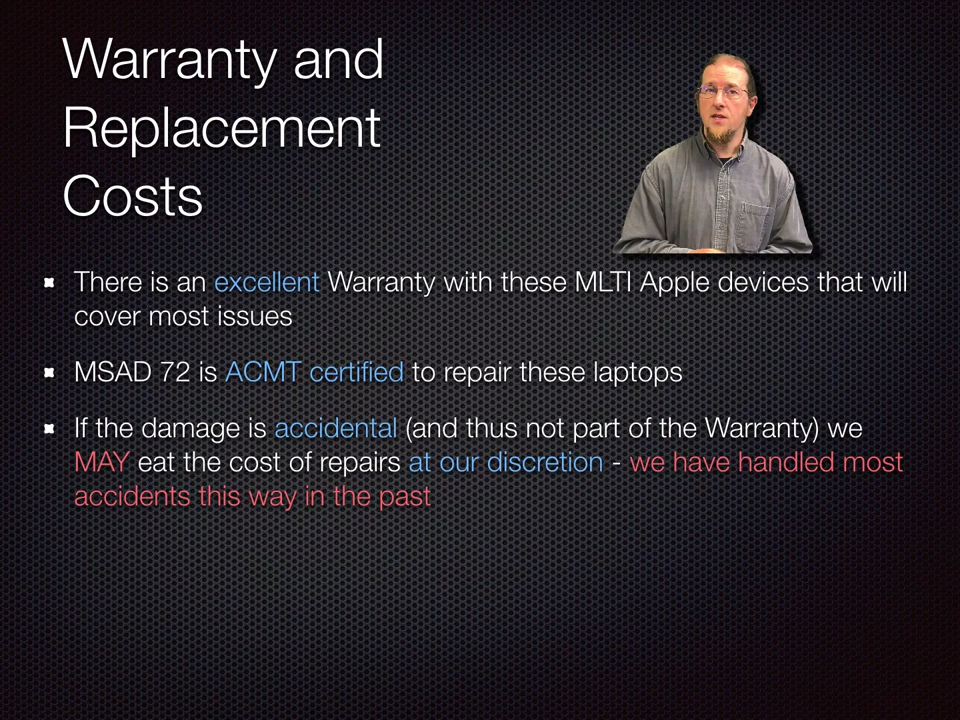 Warranty and
Replacement
Costs
There is an excellent Warranty with these MLTI Apple devices that will
cover most issues
MSAD 72 is ACMT certified to repair these laptops
If the damage is accidental (and thus not part of the Warranty) we
MAY eat the cost of repairs at our discretion - we have handled most
accidents this way in the past